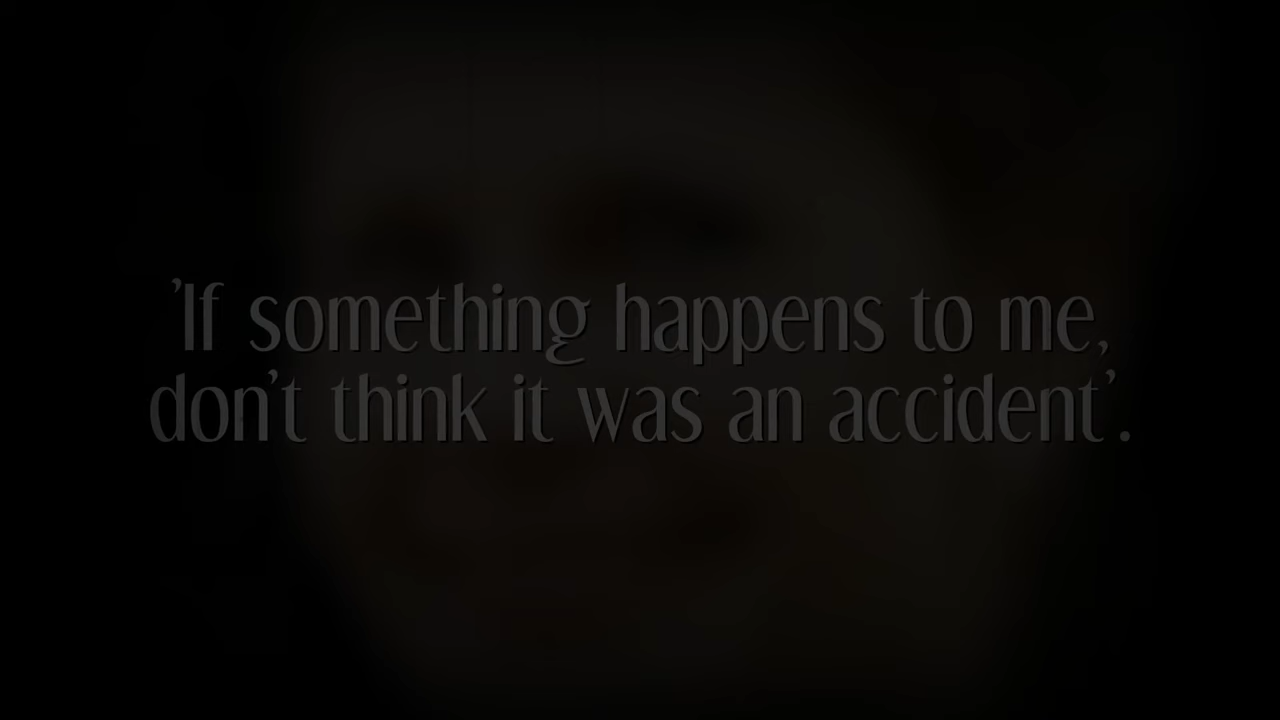 'If something happens to me,
don't think it was an accident'.